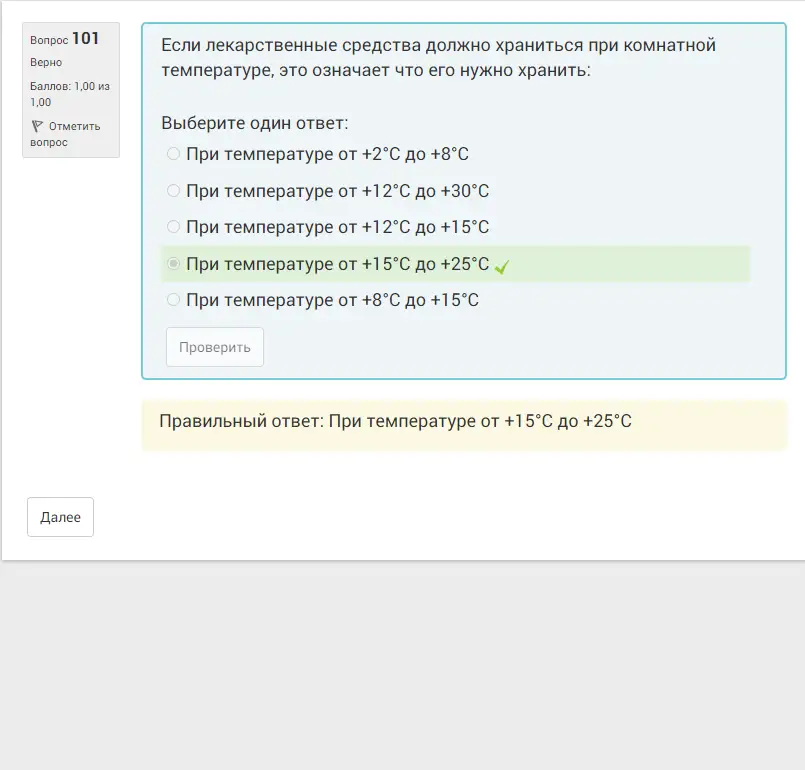 Вопрос 101
Верно
Баллов: 1,00 из
1,00
Отметить
вопрос
Если лекарственные средства должно храниться при комнатной
температуре, это означает что его нужно хранить:
Выберите один ответ:
При температуре от +2°С до +8°С
При температуре от +12°С до +30°С
При температуре от +12°С до +15°С
При температуре от +15°С до +25°С
При температуре от +8°С до +15°С
Проверить
Правильный ответ: При температуре от +15°С до +25°С
Далее